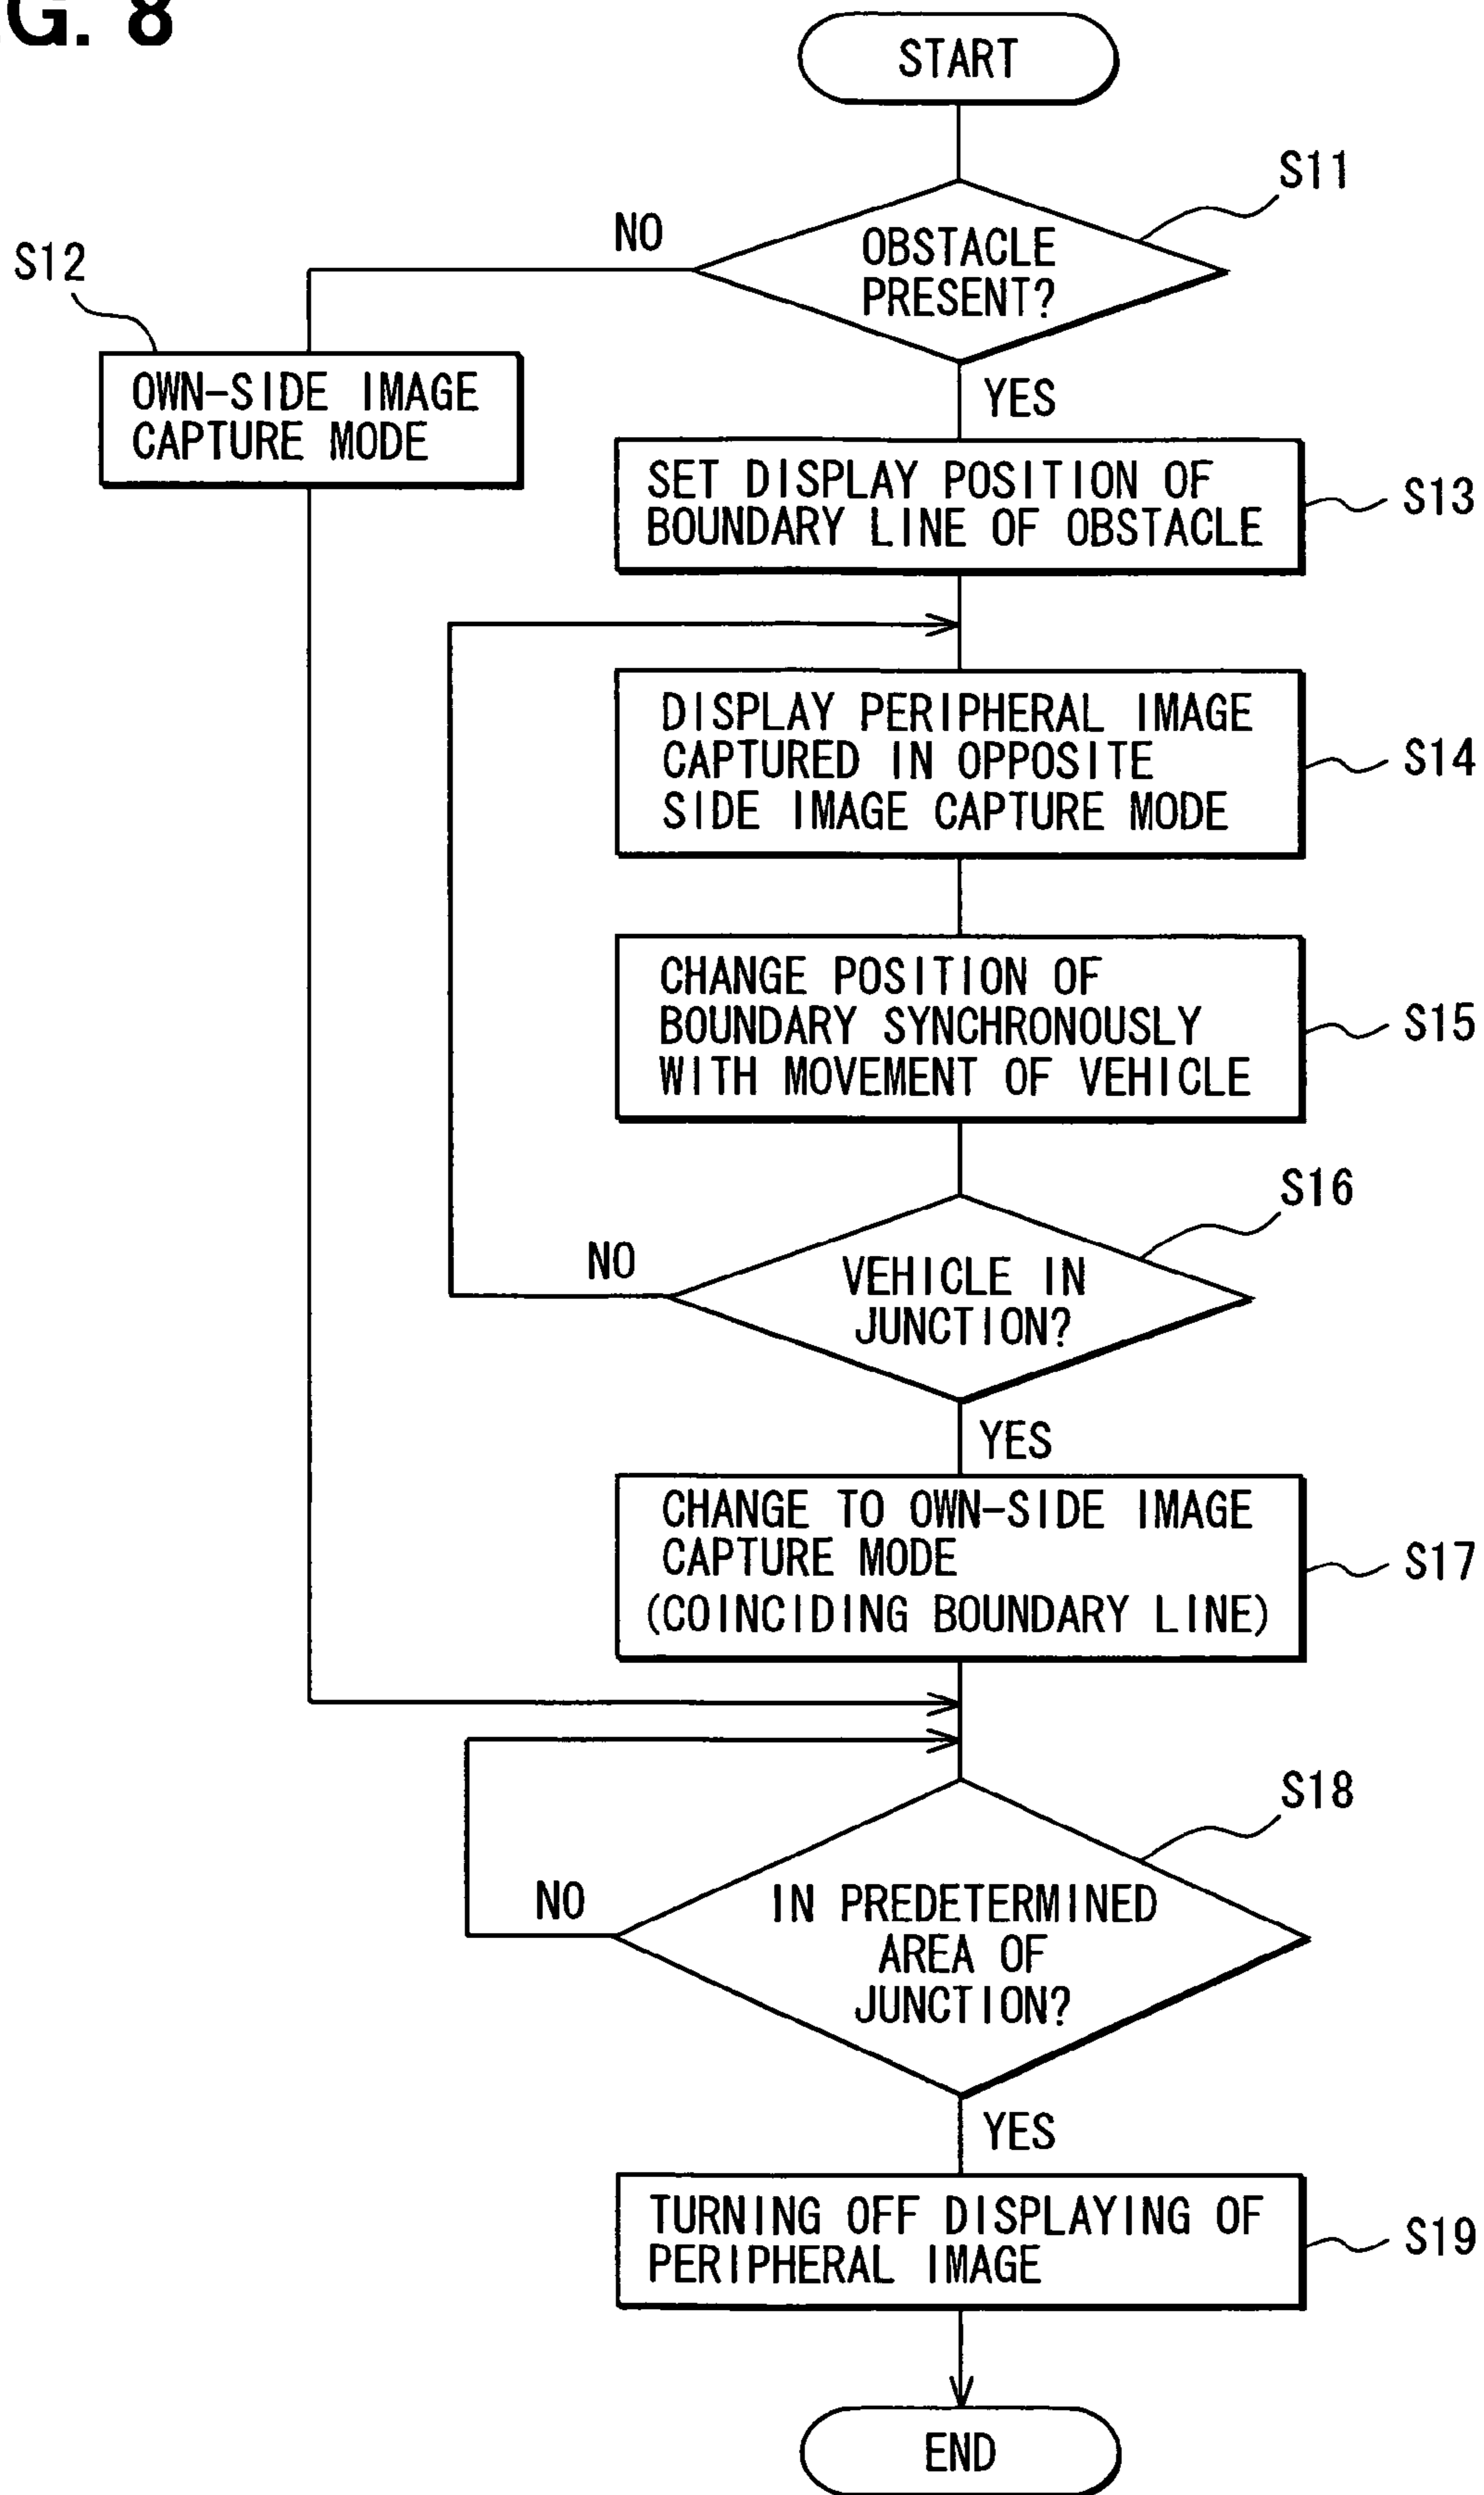 G. 8
START
S11
NO
OBSTACLE
PRESENT?
S12
YES
OWN-SIDE IMAGE
CAPTURE MODE
SET DISPLAY POSITION OF
BOUNDARY LINE OF OBSTACLE
S13
DISPLAY PERIPHERAL IMAGE
CAPTURED IN OPPOSITE
SIDE IMAGE CAPTURE MODE
S14
CHANGE POSITION OF
BOUNDARY SYNCHRONOUSLY
WITH MOVEMENT OF VEHICLE
S15
S16
NO
VEHICLE IN
JUNCTION?
YES
CHANGE TO OWN-SIDE IMAGE
CAPTURE MODE
(COINCIDING BOUNDARY LINE)
S17
S18
NO
IN PREDETERMINED
AREA OF
JUNCTION?
YES
TURNING OFF DISPLAYING OF
PERIPHERAL IMAGE
S19
END